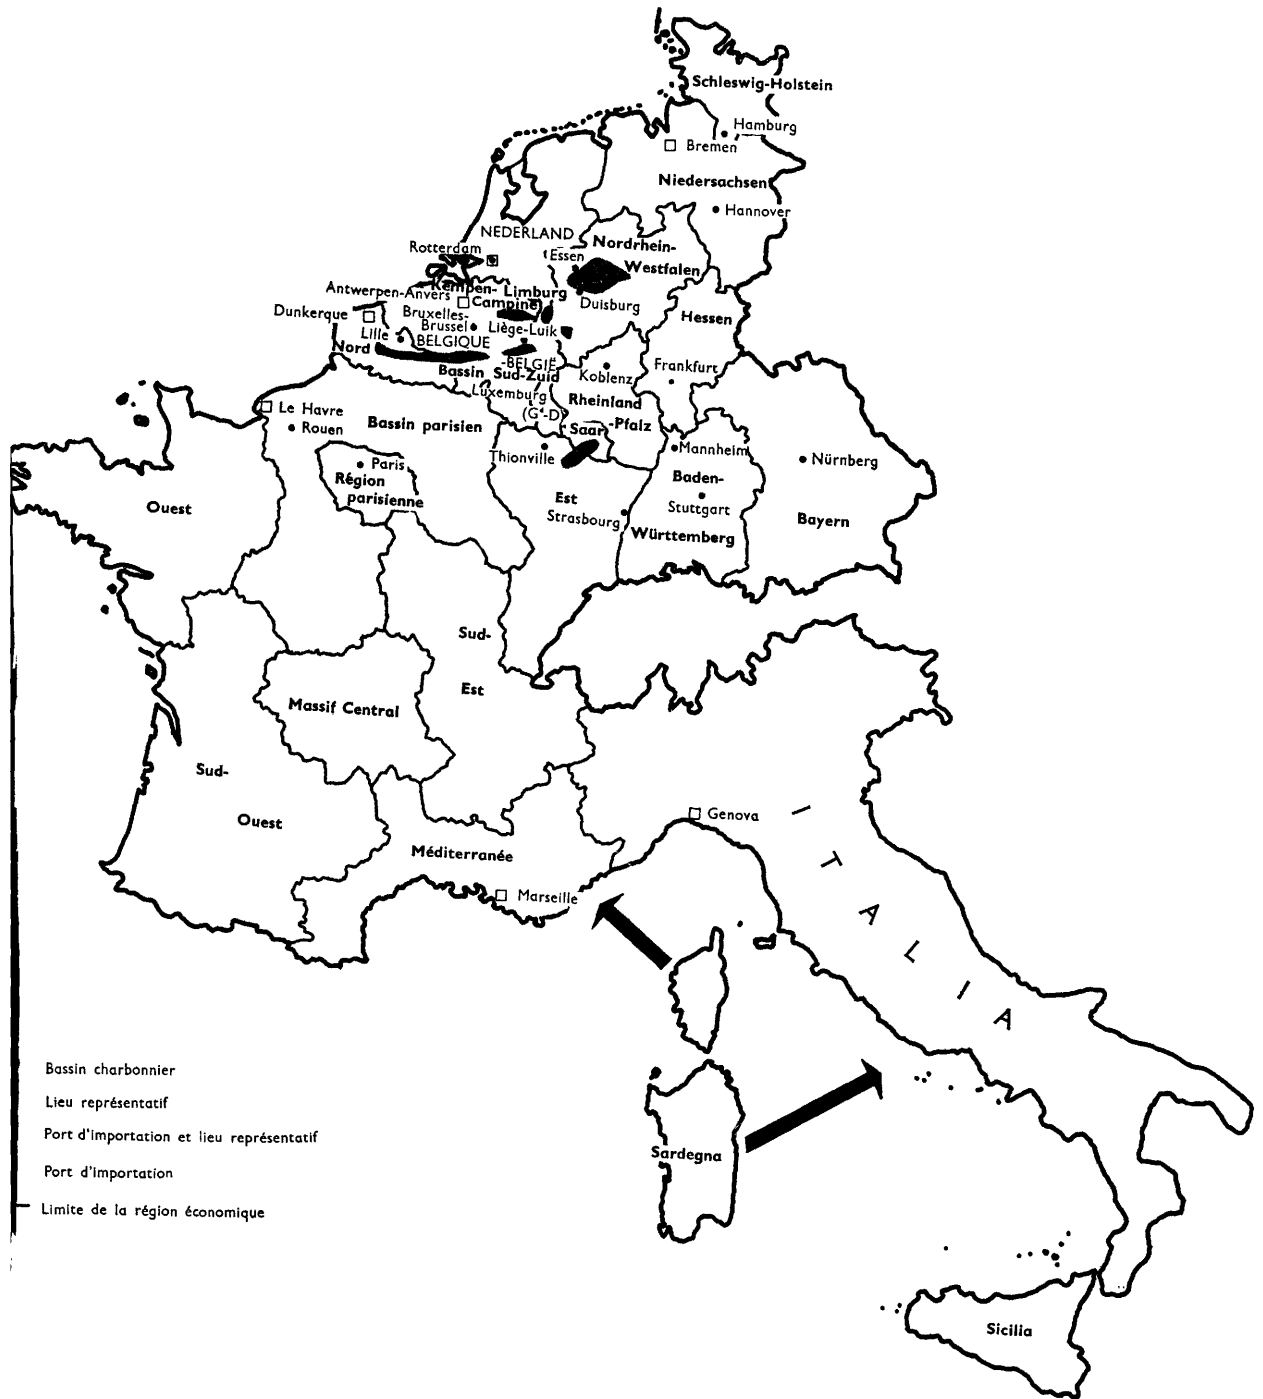 Schleswig-Holstein
Hamburg
Bremen
Niedersachsen
Hannover
NEDERLAND
Nordrhein-
Westfalen
Rotterdam
Essen
Kempen-
Campine
Limburg
Antwerpen-Anvers
Duisburg
Dunkerque
Bruxelles-
Brussel
Liège-Luik
Hessen
Lille
BELGIQUE
-BELGIË
Nord
Bassin Sud-Zuid
Koblenz
Frankfurt
Luxemburg
(Gd-D)
Rheinland
-Pfalz
Le Havre
Rouen
Bassin parisien
Saar
Thionville
Mannheim
Nürnberg
Paris
Région
parisienne
Baden-
Stuttgart
Württemberg
Est
Strasbourg
Bayern
Ouest
Sud-
Est
Massif Central
Sud-
Ouest
Genova
Méditerranée
Marseille
ITALIA
Bassin charbonnier
Lieu représentatif
Port d'importation et lieu représentatif
Port d'importation
Limite de la région économique
Sardegna
Sicilia